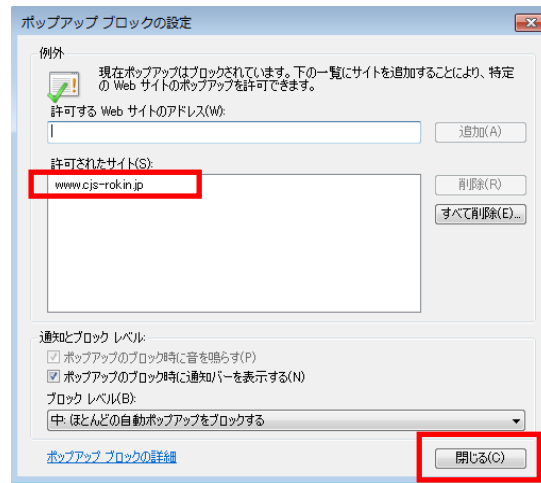 ポップアップ ブロックの設定
例外
現在ポップアップはブロックされています。下の一覧にサイトを追加することにより、特定
の Web サイトのポップアップを許可できます。
許可する Web サイトのアドレス(W):
追加(A)
許可されたサイト(S):
www.cjs-rokin.jp
削除(R)
すべて削除(E)...
通知とブロック レベル:
ポップアップのブロック時に音を鳴らす(P)
ポップアップのブロック時に通知バーを表示する(N)
ブロック レベル(B):
中: ほとんどの自動ポップアップをブロックする
ポップアップ ブロックの詳細
閉じる(C)